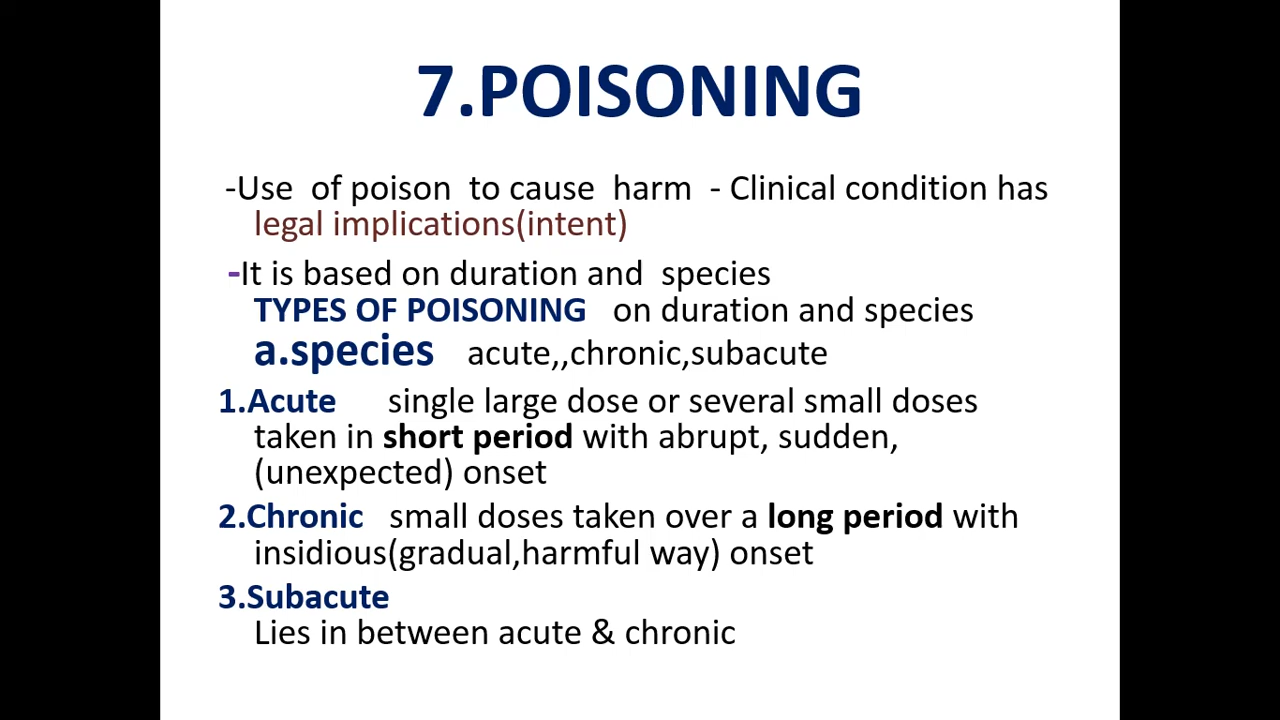 7.POISONING
-Use of poison to cause harm - Clinical condition has
legal implications(intent)
-It is based on duration and species
TYPES OF POISONING on duration and species
a.species acute,,chronic,subacute
1.Acute single large dose or several small doses
taken in short period with abrupt, sudden,
(unexpected) onset
2.Chronic small doses taken over a long period with
insidious(gradual,harmful way) onset
3.Subacute
Lies in between acute & chronic